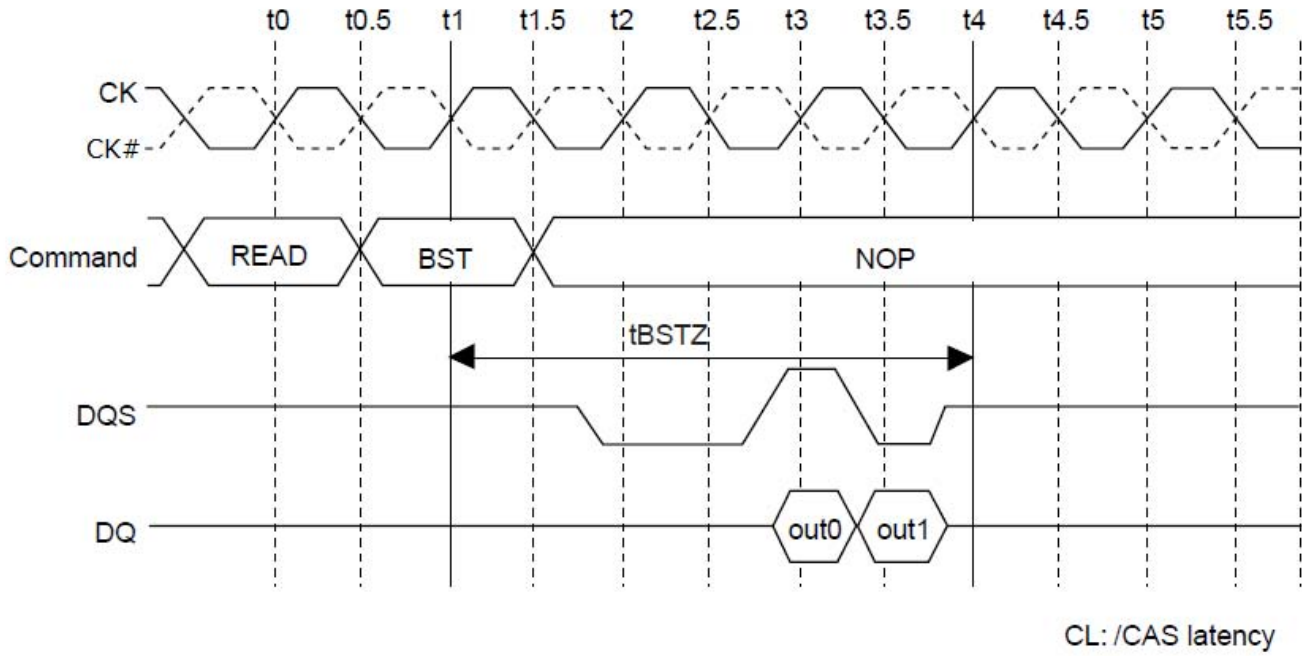 t0 t0.5 t1 t1.5 t2 t2.5 t3 t3.5 t4 t4.5 t5 t5.5
CK
CK#
Command READ BST NOP
tBSTZ
DQS
DQ out0 out1
CL: /CAS latency